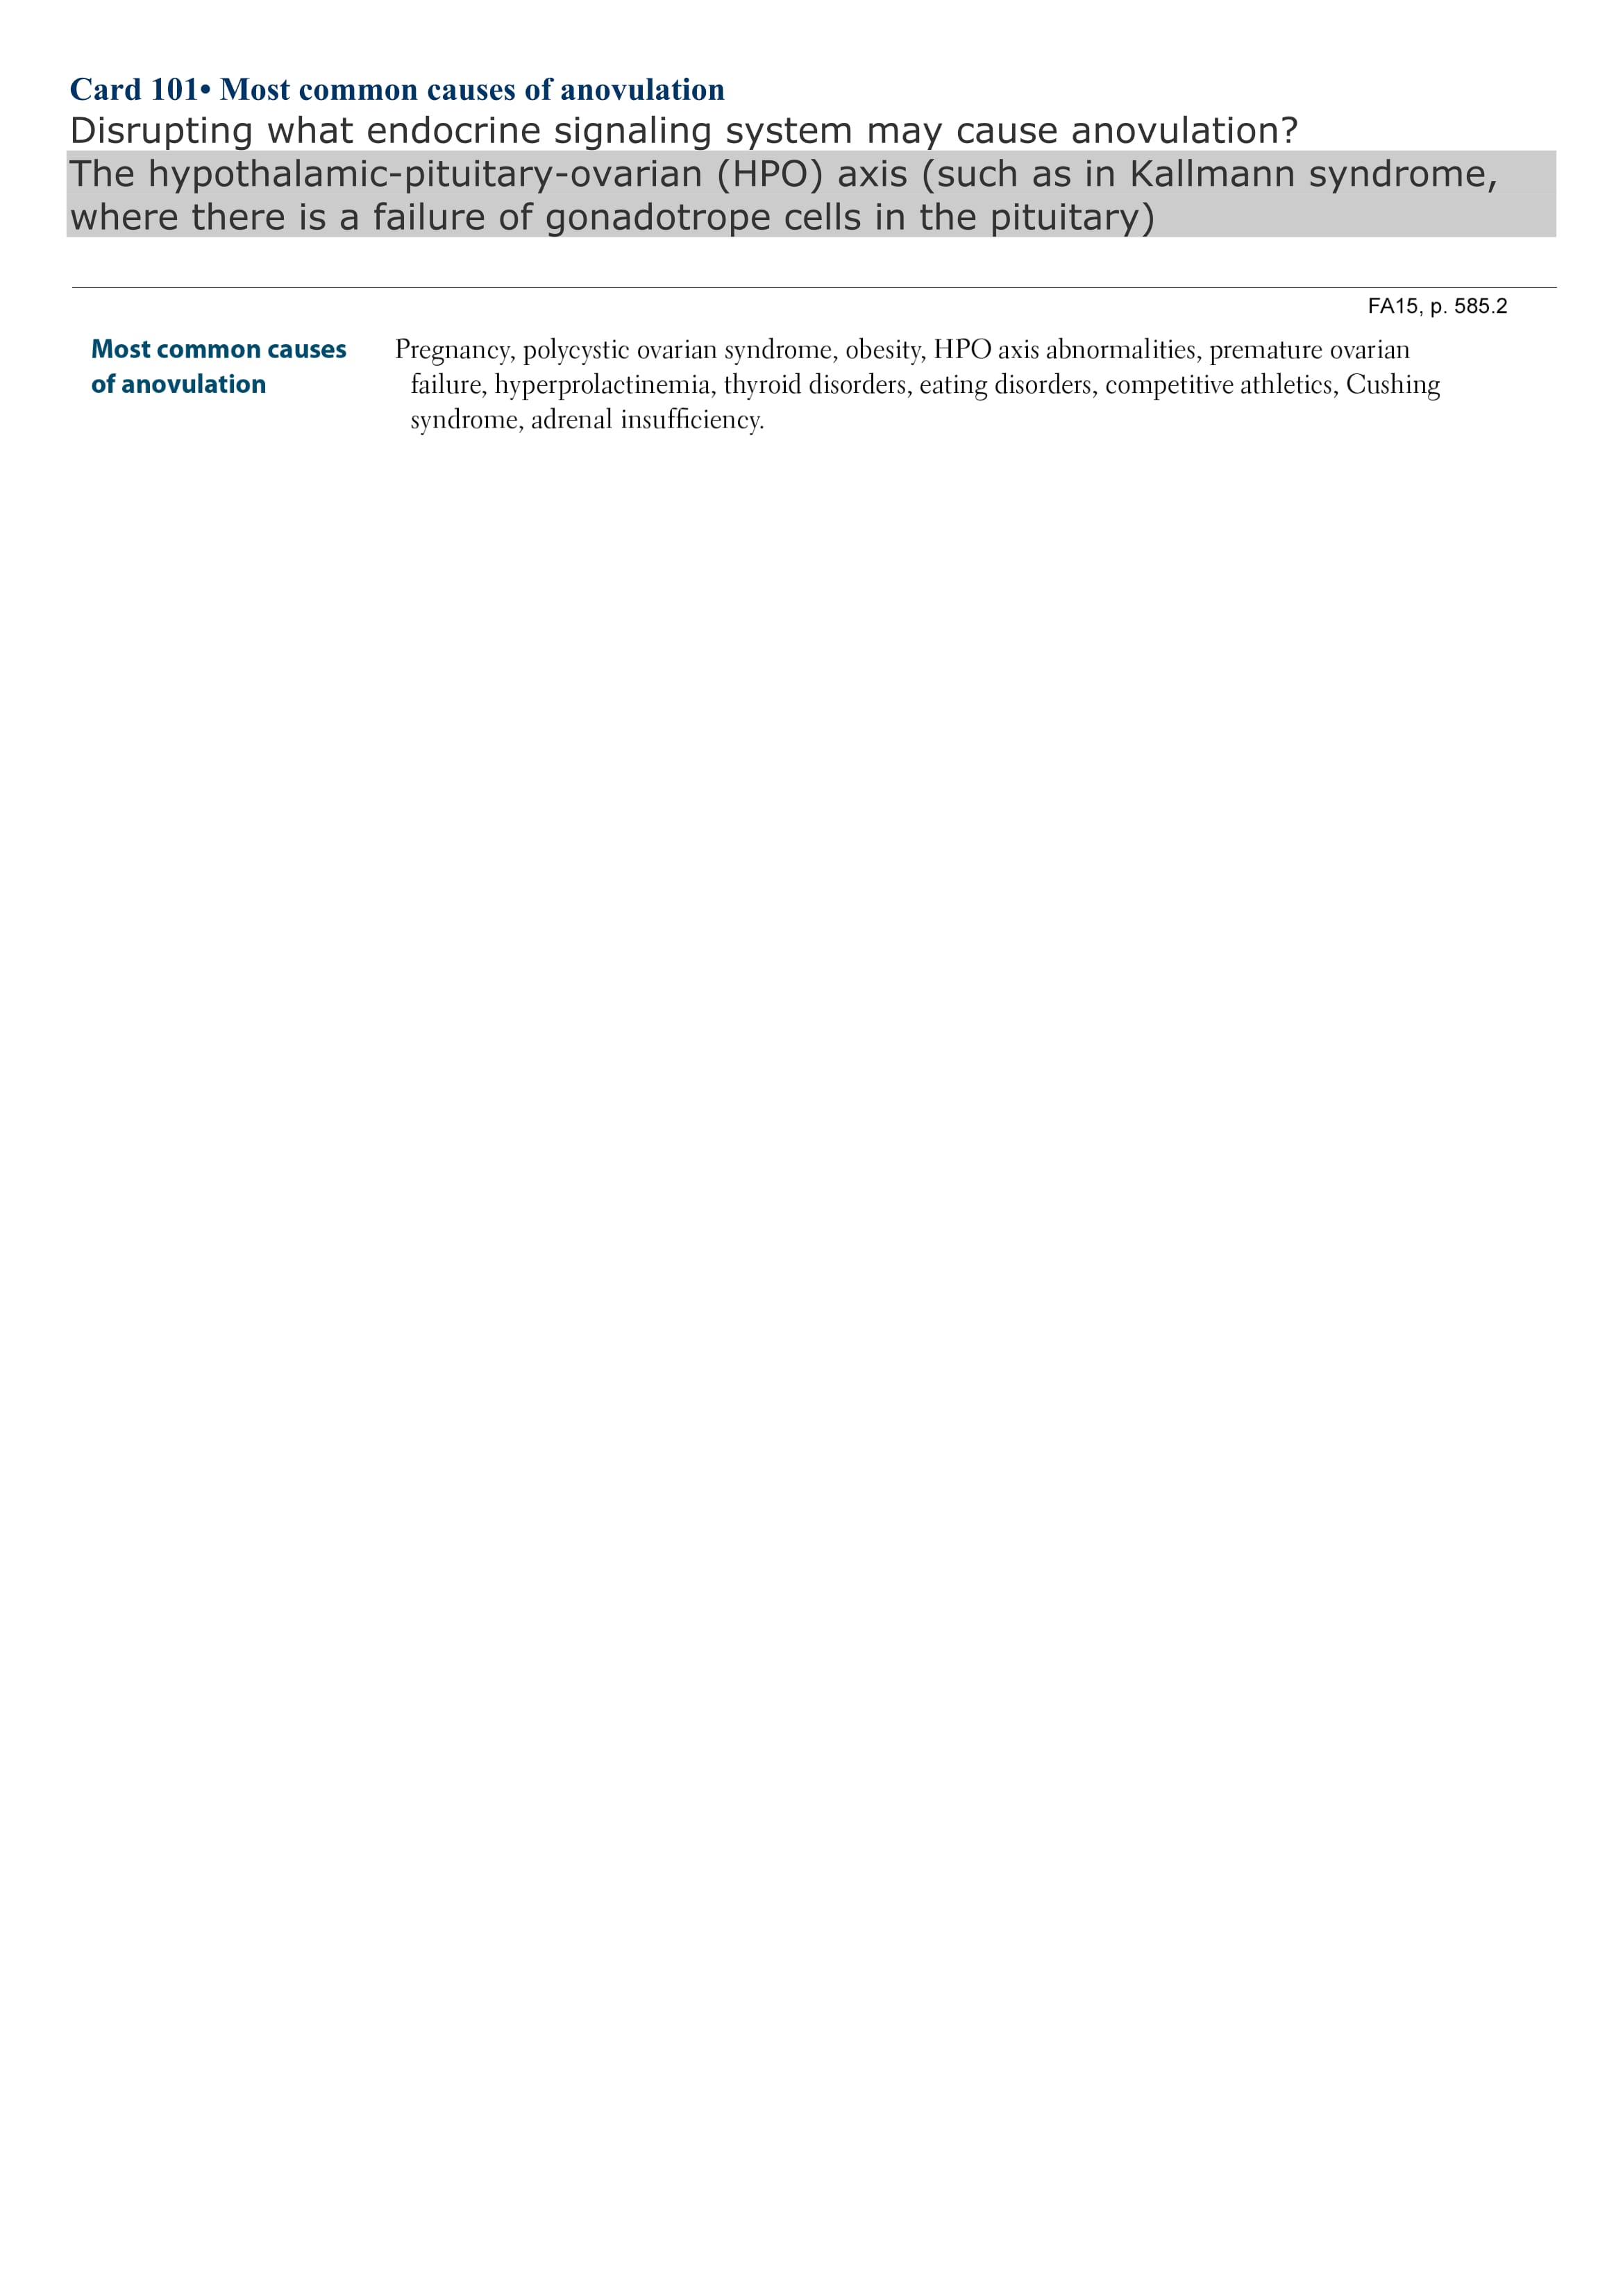 Card 101• Most common causes of anovulation
Disrupting what endocrine signaling system may cause anovulation?
The hypothalamic-pituitary-ovarian (HPO) axis (such as in Kallmann syndrome,
where there is a failure of gonadotrope cells in the pituitary)
FA15, p. 585.2
Most common causes
of anovulation
Pregnancy, polycystic ovarian syndrome, obesity, HPO axis abnormalities, premature ovarian
failure, hyperprolactinemia, thyroid disorders, eating disorders, competitive athletics, Cushing
syndrome, adrenal insufficiency.